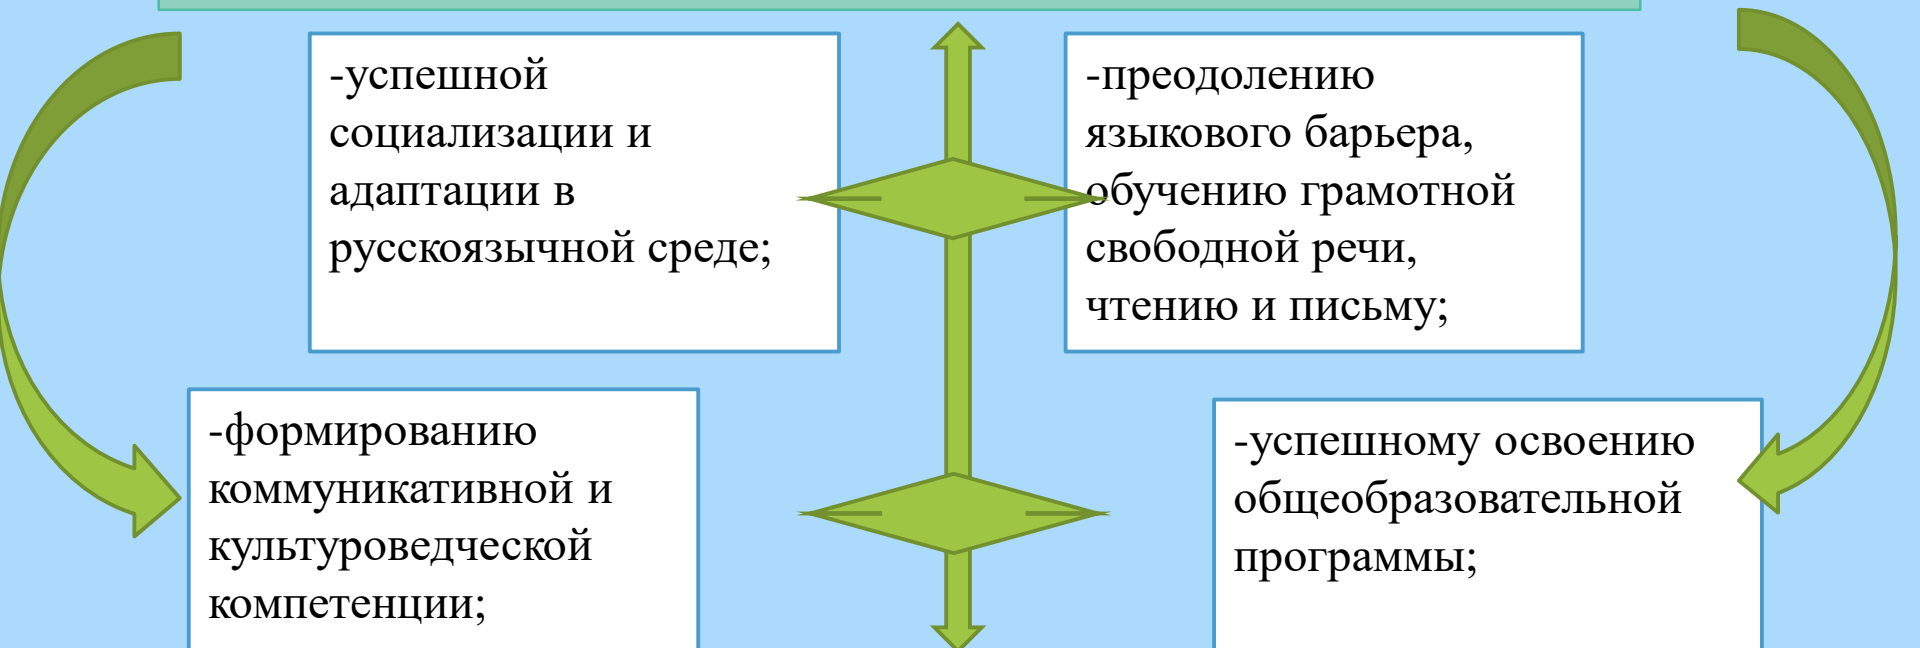 -успешной
социализации и
адаптации в
русскоязычной среде;
-преодолению
языкового барьера,
обучению грамотной
свободной речи,
чтению и письму;
-формированию
коммуникативной и
культуроведческой
компетенции;
-успешному освоению
общеобразовательной
программы;